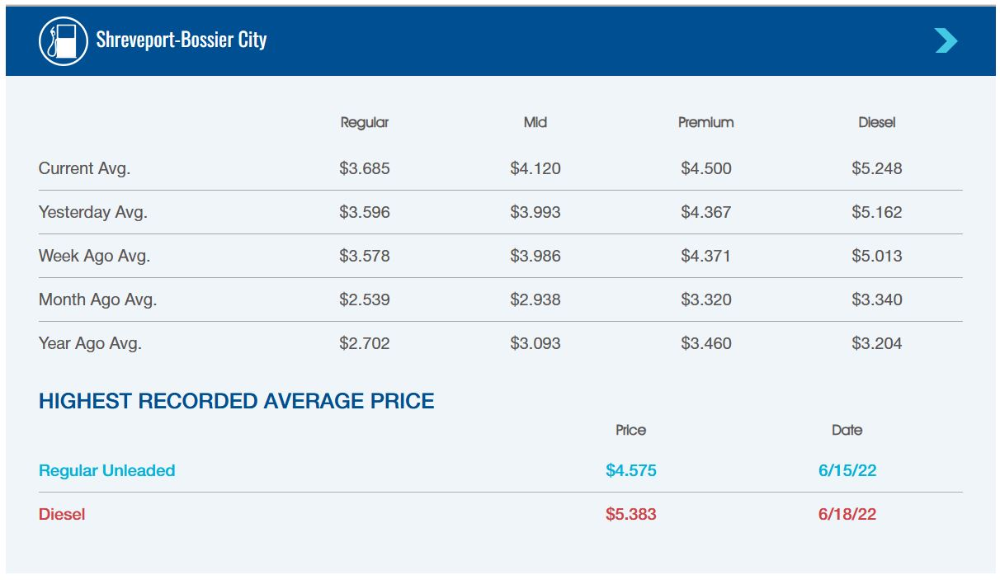 Shreveport-Bossier City
Regular Mid Premium Diesel
Current Avg. $3.685 $4.120 $4.500 $5.248
Yesterday Avg. $3.596 $3.993 $4.367 $5.162
Week Ago Avg. $3.578 $3.986 $4.371 $5.013
Month Ago Avg. $2.539 $2.938 $3.320 $3.340
Year Ago Avg. $2.702 $3.093 $3.460 $3.204
HIGHEST RECORDED AVERAGE PRICE
Price Date
Regular Unleaded $4.575 6/15/22
Diesel $5.383 6/18/22